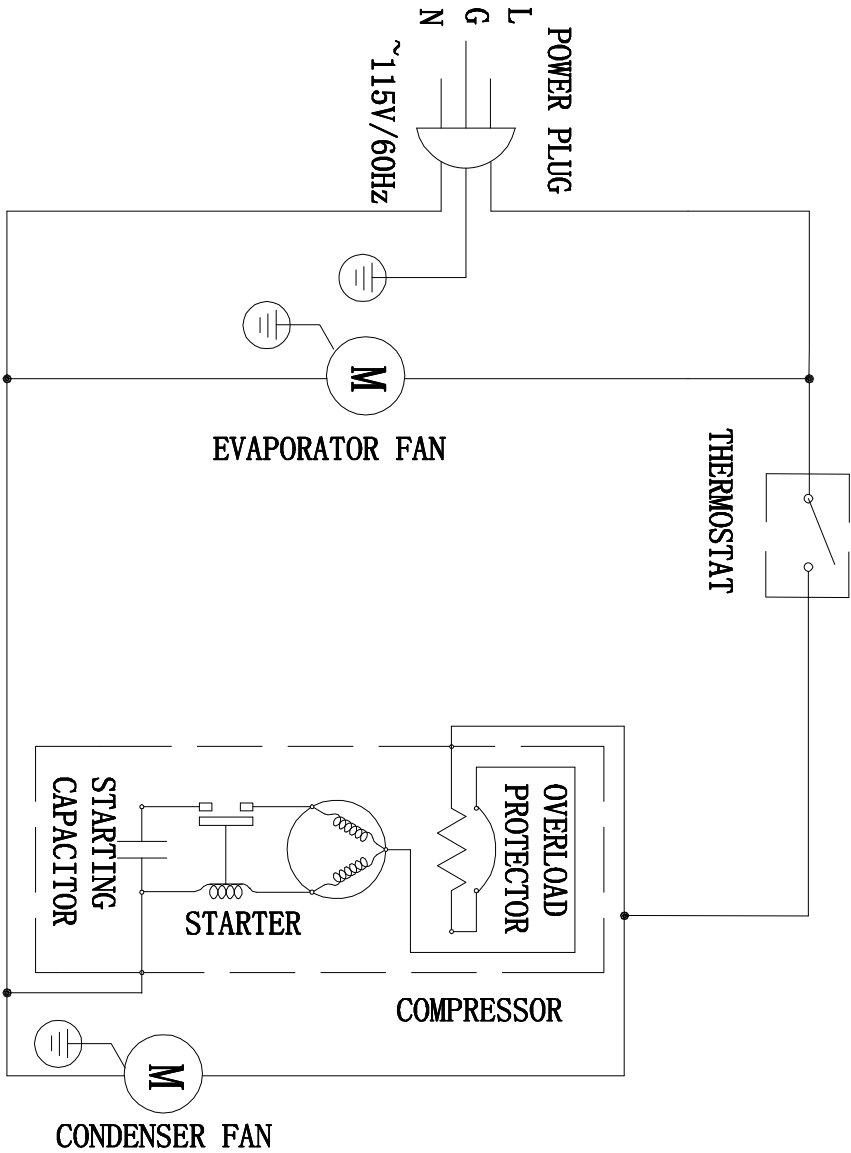 L
G
N
POWER PLUG
~115V/60Hz
M
EVAPORATOR FAN
THERMOSTAT
OVERLOAD
PROTECTOR
STARTING
CAPACITOR
STARTER
COMPRESSOR
M
CONDENSER FAN